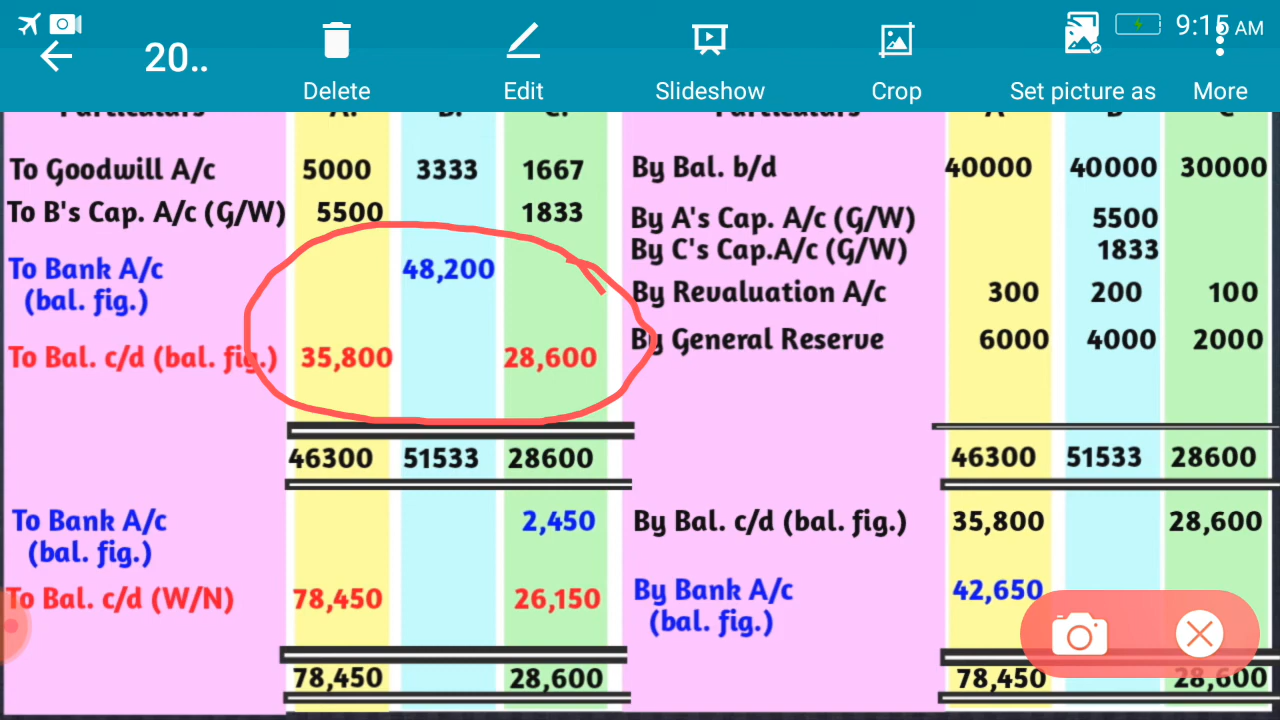 9:15 AM
20..
Delete Edit Slideshow Crop Set picture as More
Particulars A. B. C. Particulars A B C
To Goodwill A/c 5000 3333 1667 By Bal. b/d 40000 40000 30000
To B's Cap. A/c (G/W) 5500 1833 By A's Cap. A/c (G/W) 5500
By C's Cap.A/c (G/W) 1833
To Bank A/c 48,200
(bal. fig.) By Revaluation A/c 300 200 100
To Bal. c/d (bal. fig.) 35,800 28,600 By General Reserve 6000 4000 2000
46300 51533 28600 46300 51533 28600
To Bank A/c 2,450 By Bal. c/d (bal. fig.) 35,800 28,600
(bal. fig.)
To Bal. c/d (W/N) 78,450 26,150 By Bank A/c 42,650
(bal. fig.)
78,450 28,600 78,450 28,600